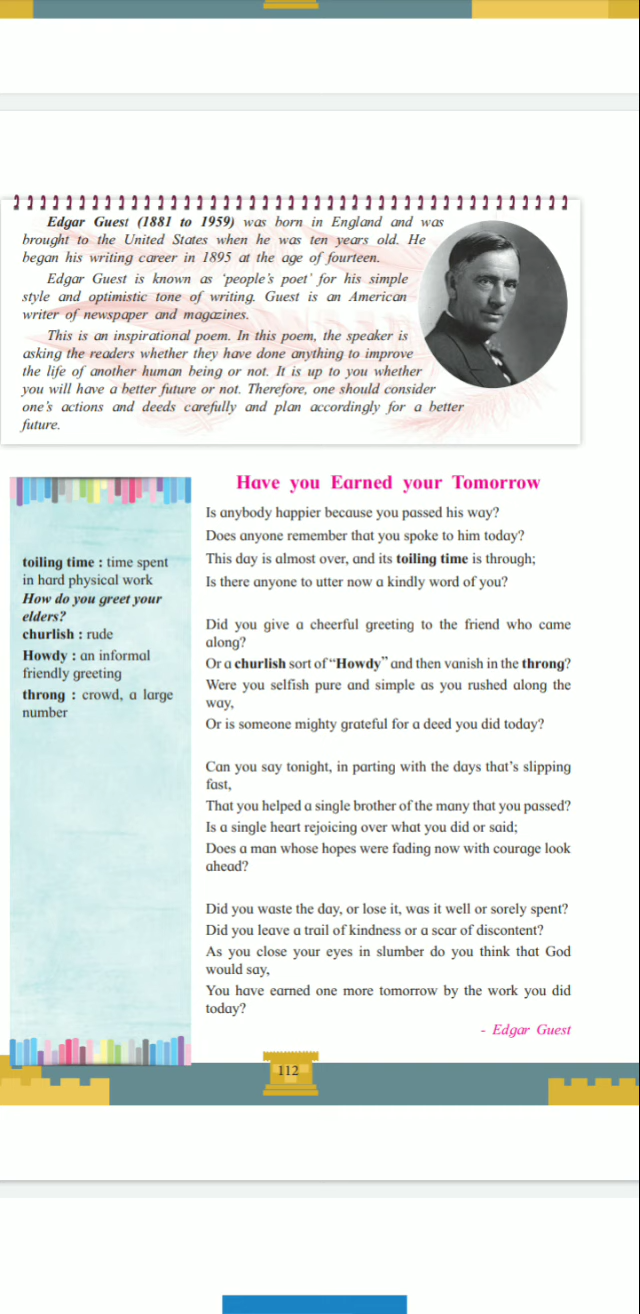 Edgar Guest (1881 to 1959) was born in England and was
brought to the United States when he was ten years old. He
began his writing career in 1895 at the age of fourteen.
Edgar Guest is known as ‘people’s poet’ for his simple
style and optimistic tone of writing. Guest is an American
writer of newspaper and magazines.
This is an inspirational poem. In this poem, the speaker is
asking the readers whether they have done anything to improve
the life of another human being or not. It is up to you whether
you will have a better future or not. Therefore, one should consider
one’s actions and deeds carefully and plan accordingly for a better
future.
toiling time : time spent
in hard physical work
How do you greet your
elders?
churlish : rude
Howdy : an informal
friendly greeting
throng : crowd, a large
number
Have you Earned your Tomorrow
Is anybody happier because you passed his way?
Does anyone remember that you spoke to him today?
This day is almost over, and its toiling time is through;
Is there anyone to utter now a kindly word of you?
Did you give a cheerful greeting to the friend who came
along?
Or a churlish sort of “Howdy” and then vanish in the throng?
Were you selfish pure and simple as you rushed along the
way,
Or is someone mighty grateful for a deed you did today?
Can you say tonight, in parting with the days that’s slipping
fast,
That you helped a single brother of the many that you passed?
Is a single heart rejoicing over what you did or said;
Does a man whose hopes were fading now with courage look
ahead?
Did you waste the day, or lose it, was it well or sorely spent?
Did you leave a trail of kindness or a scar of discontent?
As you close your eyes in slumber do you think that God
would say,
You have earned one more tomorrow by the work you did
today?
- Edgar Guest
112